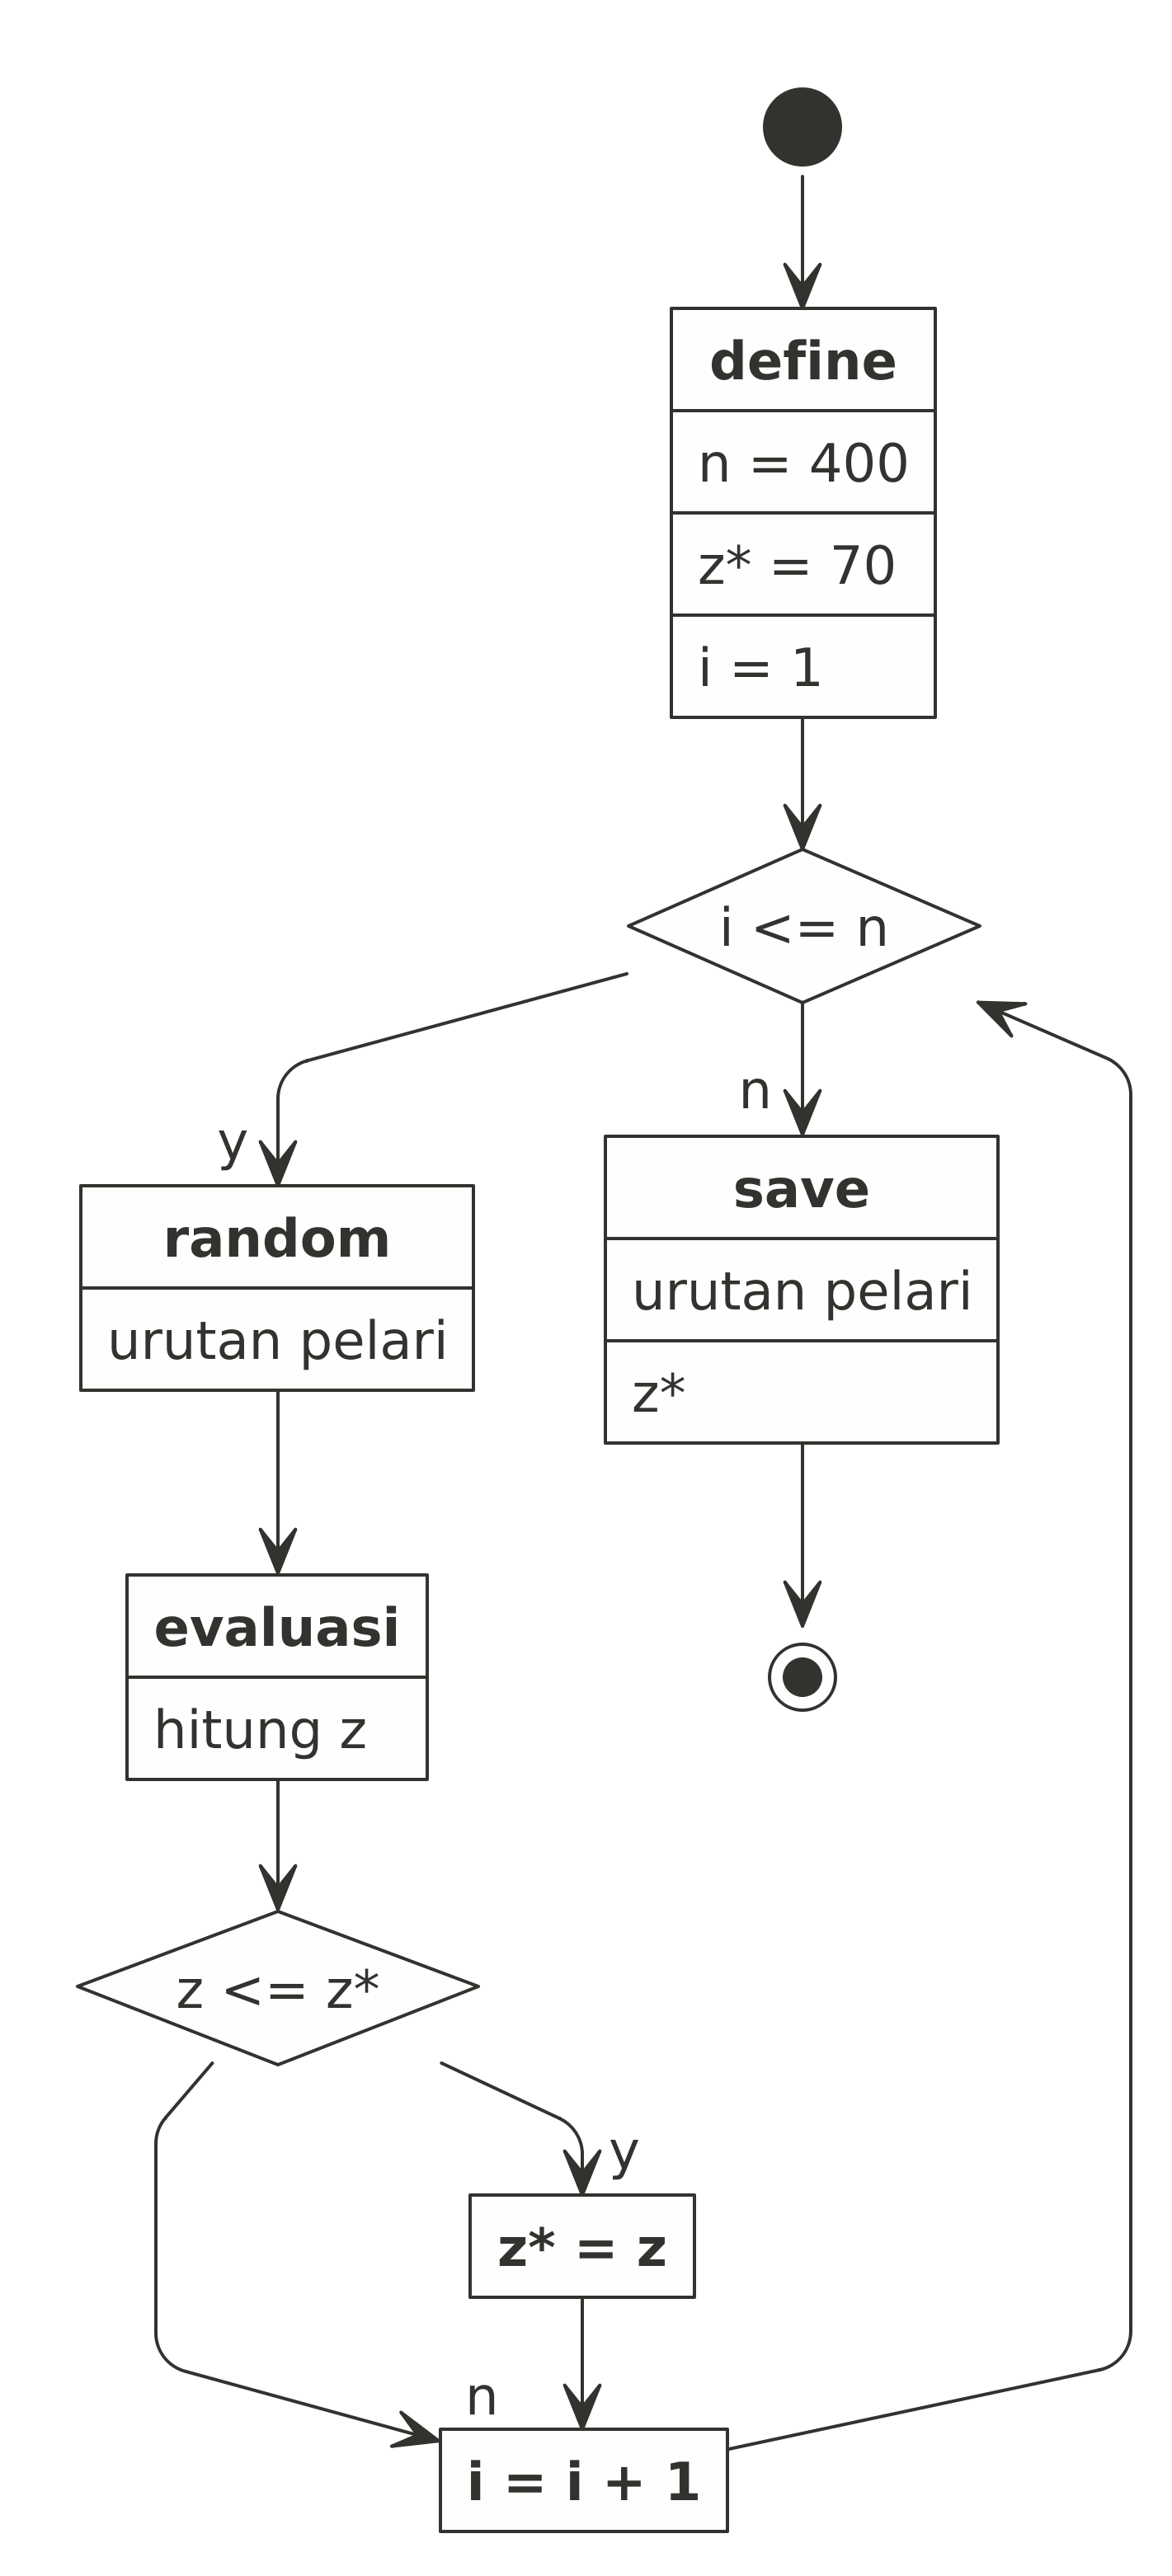 define
n = 400
z* = 70
i = 1
i <= n
n
y
save
urutan pelari
z*
random
urutan pelari
evaluasi
hitung z
z <= z*
y
z* = z
n
i = i + 1